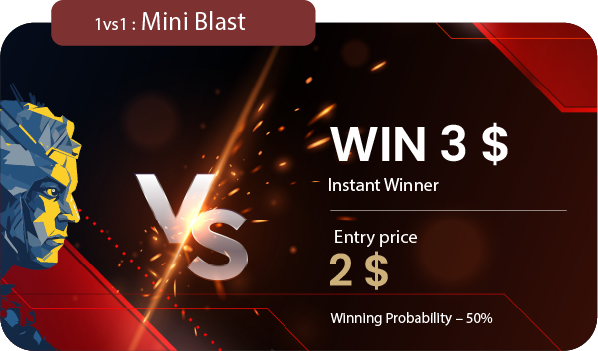 1vs1 : Mini Blast
VS
WIN 3 $
Instant Winner
Entry price
2 $
Winning Probability – 50%